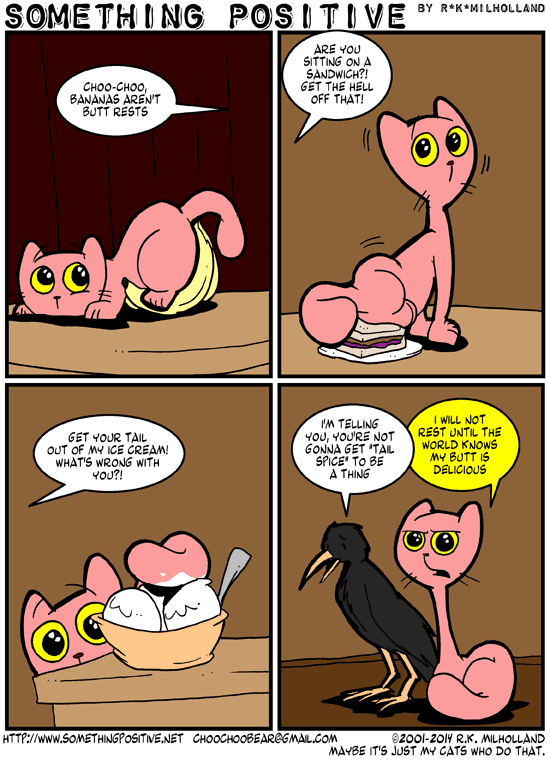 SOMETHING POSITIVE BY R*K*MILHOLLAND
CHOO-CHOO,
BANANAS AREN'T
BUTT RESTS
ARE YOU
SITTING ON A
SANDWICH?!
GET THE HELL
OFF THAT!
GET YOUR TAIL
OUT OF MY ICE CREAM!
WHAT'S WRONG WITH
YOU?!
I'M TELLING
YOU, YOU'RE NOT
GONNA GET "TAIL
SPICE" TO BE
A THING
I WILL NOT
REST UNTIL THE
WORLD KNOWS
MY BUTT IS
DELICIOUS
HTTP://WWW.SOMETHINGPOSITIVE.NET CHOOCHOOBEAR@GMAIL.COM ©2001-2014 R.K. MILHOLLAND
MAYBE IT'S JUST MY CATS WHO DO THAT.